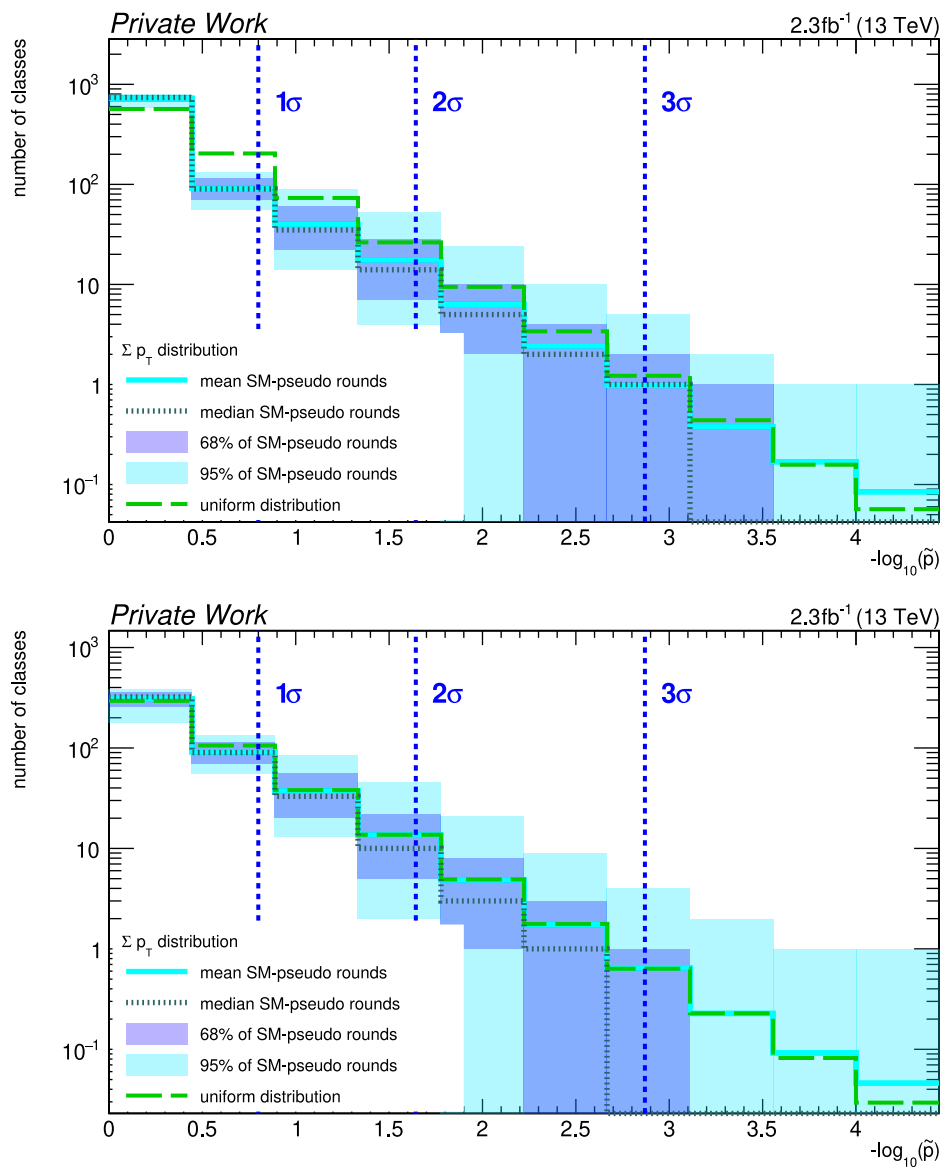 Private Work
2.3fb⁻¹ (13 TeV)
number of classes
10³
10²
10
1
10⁻¹
1σ
2σ
3σ
Σ p_T distribution
mean SM-pseudo rounds
median SM-pseudo rounds
68% of SM-pseudo rounds
95% of SM-pseudo rounds
uniform distribution
0 0.5 1 1.5 2 2.5 3 3.5 4
-log₁₀(p̃)
Private Work
2.3fb⁻¹ (13 TeV)
number of classes
10³
10²
10
1
10⁻¹
1σ
2σ
3σ
Σ p_T distribution
mean SM-pseudo rounds
median SM-pseudo rounds
68% of SM-pseudo rounds
95% of SM-pseudo rounds
uniform distribution
0 0.5 1 1.5 2 2.5 3 3.5 4
-log₁₀(p̃)